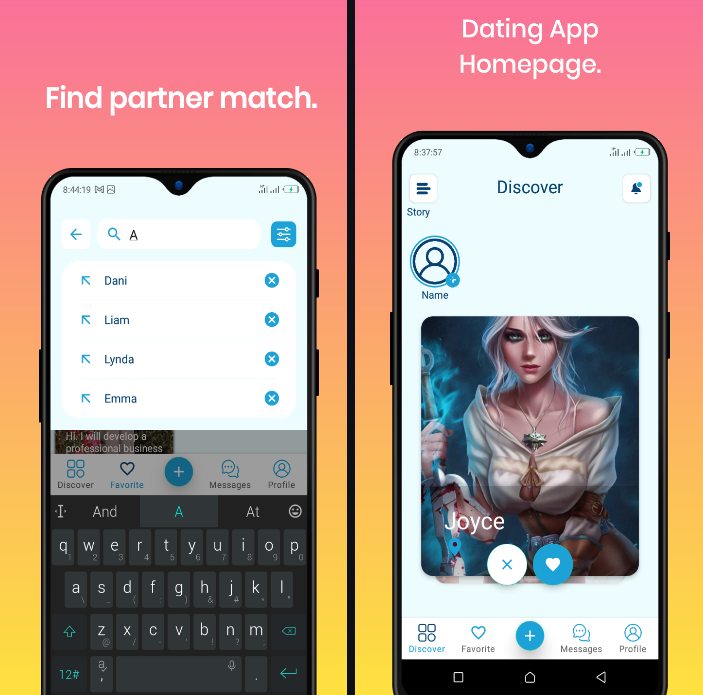 Find partner match.
8:44:19
A
Dani
Liam
Lynda
Emma
Hi. I will develop a
professional business
Discover Favorite Messages Profile
And A At
q w e r t y u i o p
1 2 3 4 5 6 7 8 9 0
a s d f g h j k l
z x c v b n m
12# a, .
Dating App
Homepage.
8:37:57
Discover
Story
Name
Joyce
Discover Favorite Messages Profile